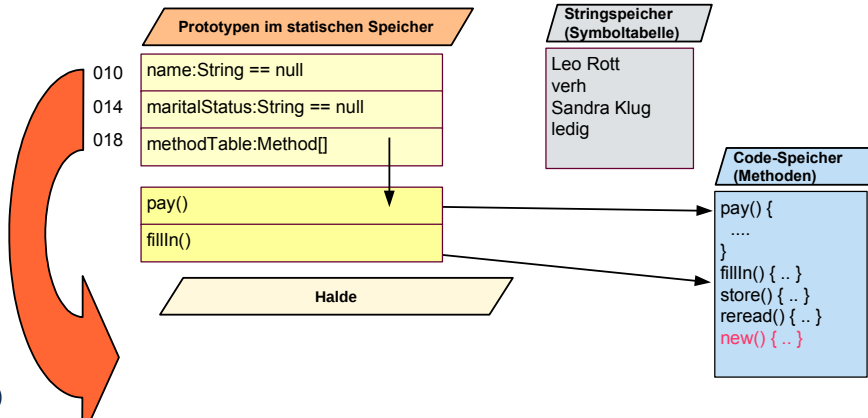 Prototypen im statischen Speicher
010
name:String == null
014
maritalStatus:String == null
018
methodTable:Method[]
pay()
fillIn()
Halde
Stringspeicher
(Symboltabelle)
Leo Rott
verh
Sandra Klug
ledig
Code-Speicher
(Methoden)
pay() {
....
}
fillIn() { .. }
store() { .. }
reread() { .. }
new() { .. }